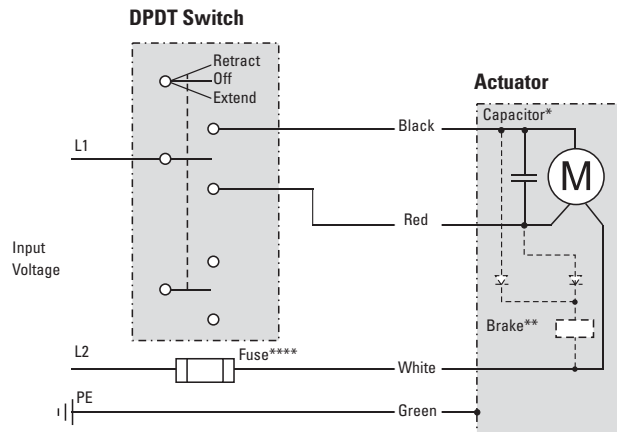 DPDT Switch
Retract
Off
Extend
Actuator
Capacitor*
Black
L1
M
Red
Input
Voltage
Brake**
L2
Fuse****
White
PE
Green